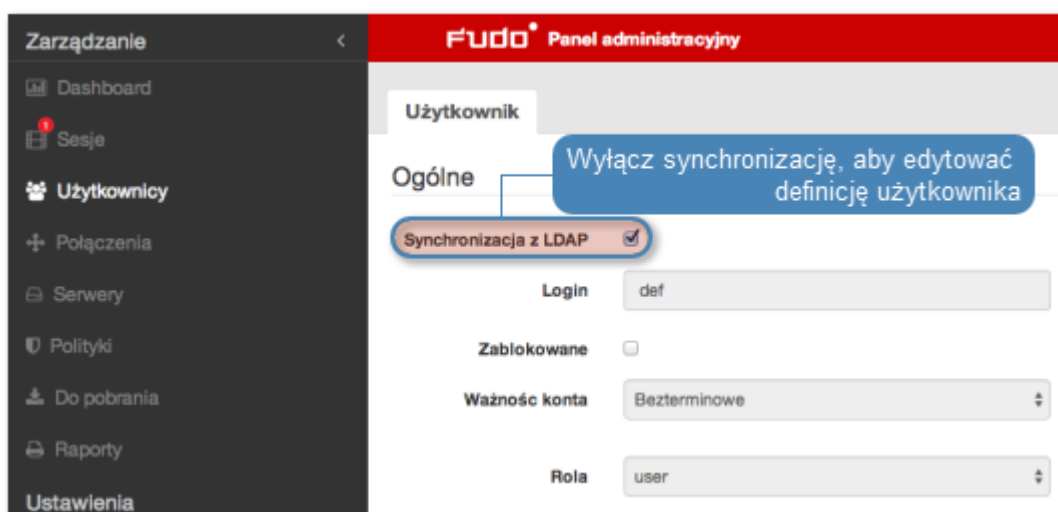 Zarządzanie
FUDO Panel administracyjny
Dashboard
1
Sesje
Użytkownicy
Połączenia
Serwery
Polityki
Do pobrania
Raporty
Ustawienia
Użytkownik
Ogólne
Wyłącz synchronizację, aby edytować
definicję użytkownika
Synchronizacja z LDAP
Login def
Zablokowane
Ważnośc konta Bezterminowe
Rola user